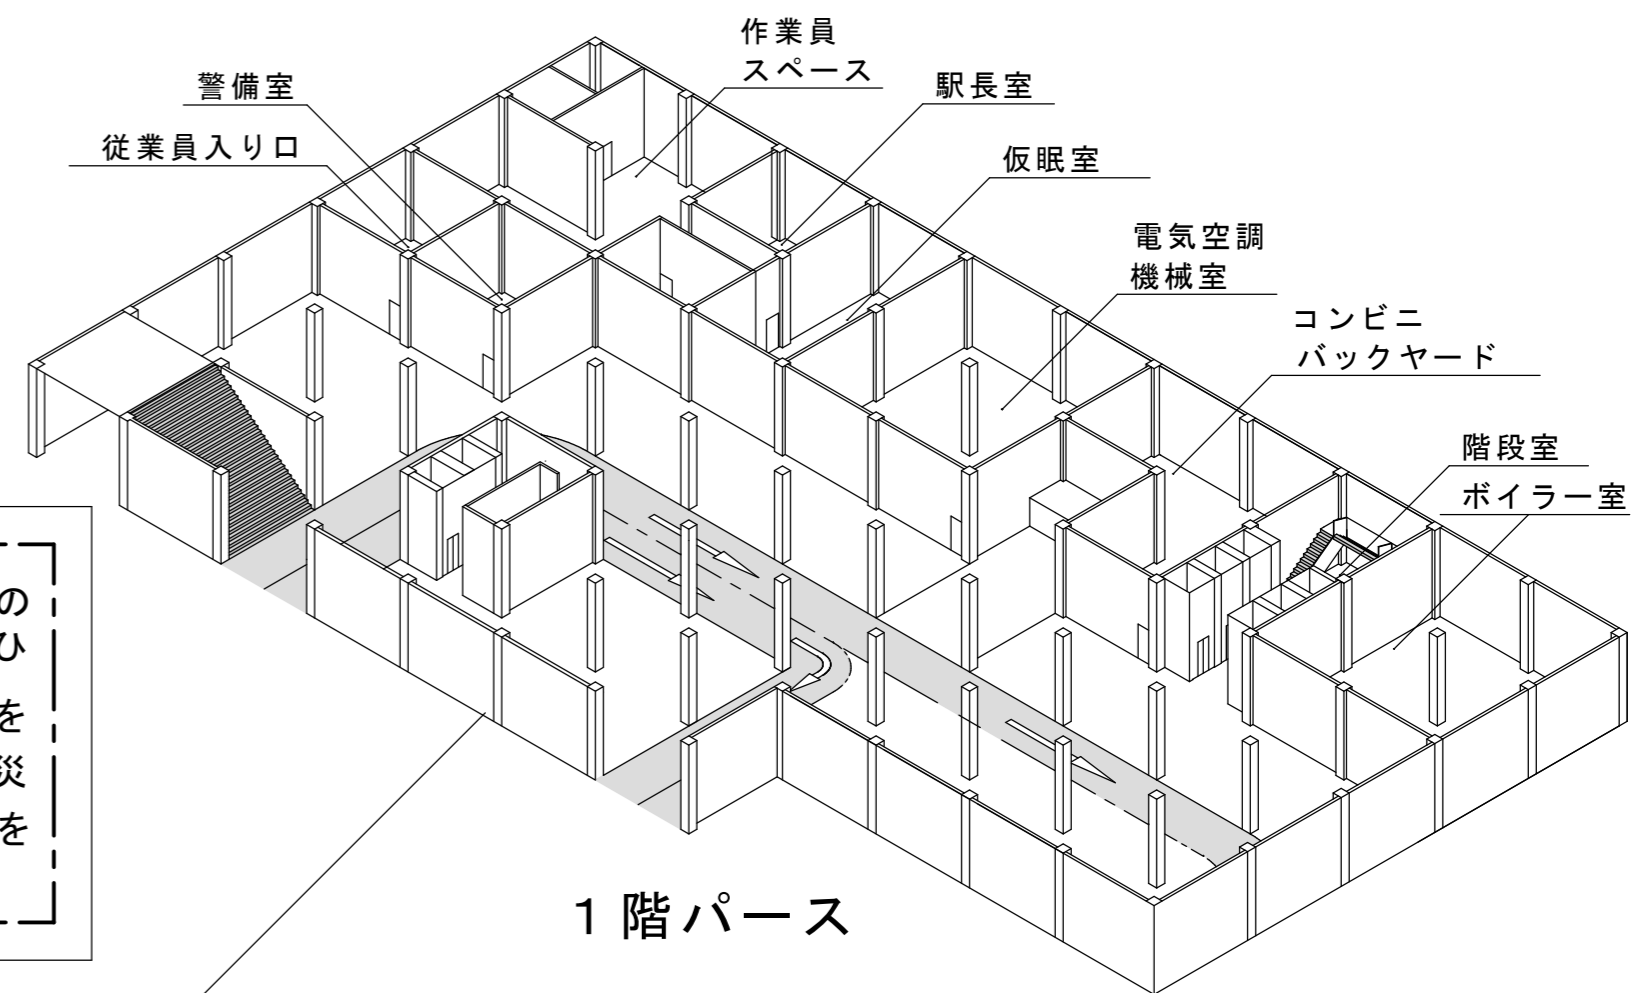 作業員
スペース
警備室
駅長室
従業員入り口
仮眠室
電気空調
機械室
コンビニ
バックヤード
階段室
ボイラー室
の
ひ
を
災
を
1階パース